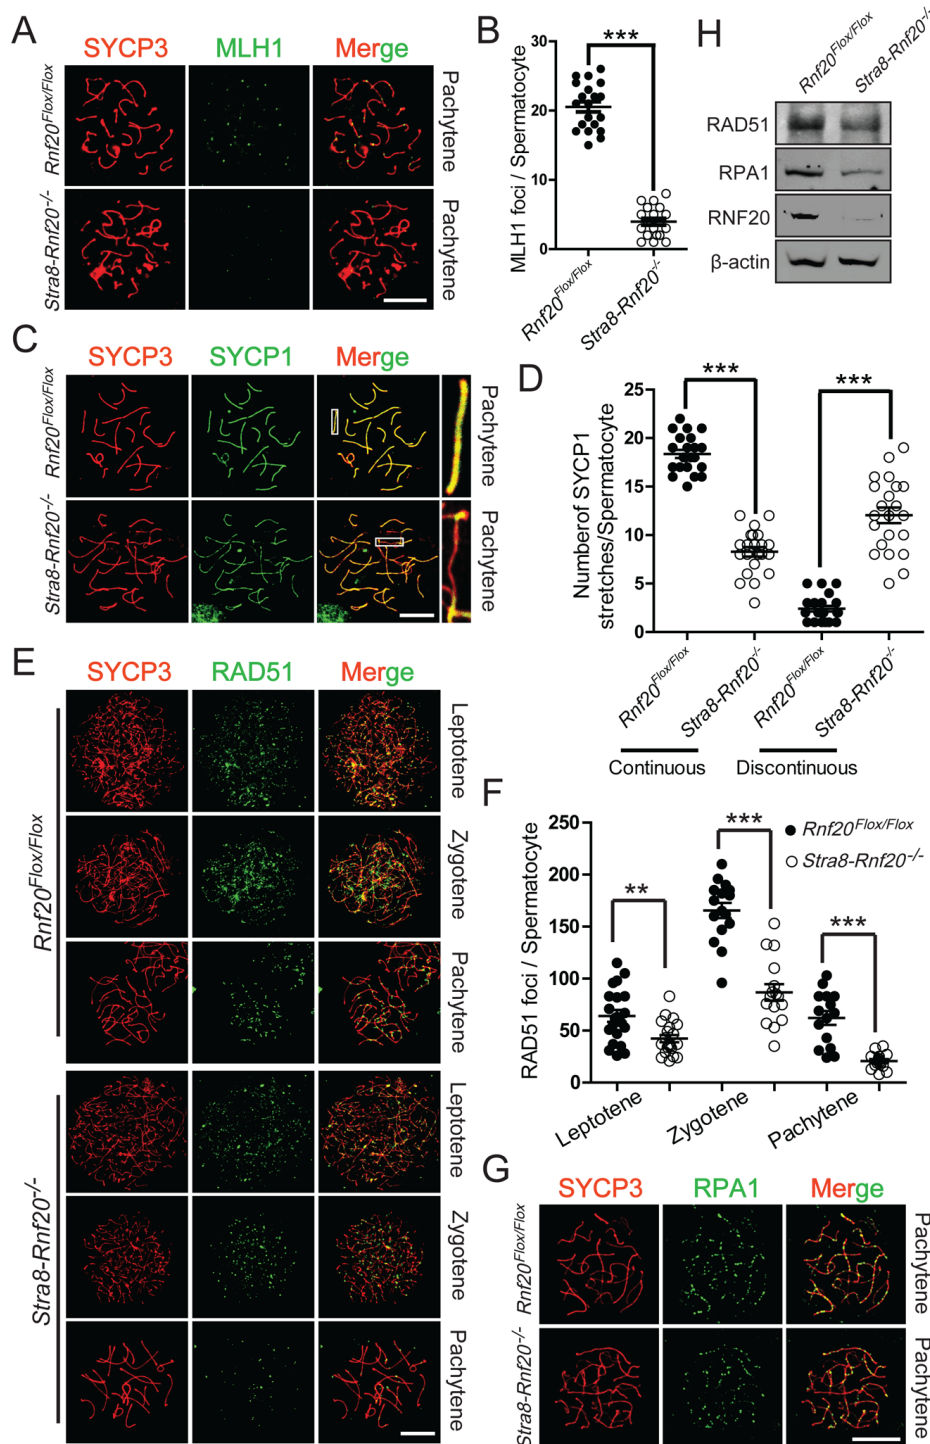 A
SYCP3 MLH1 Merge
Rnf20Flox/Flox
Pachytene
Stra8-Rnf20-/-
Pachytene
B
MLH1 foci / Spermatocyte
30
20
10
0
***
Rnf20Flox/Flox
Stra8-Rnf20-/-
H
Rnf20Flox/Flox
Stra8-Rnf20-/-
RAD51
RPA1
RNF20
β-actin
C
SYCP3 SYCP1 Merge
Rnf20Flox/Flox
Pachytene
Stra8-Rnf20-/-
Pachytene
D
Numberof SYCP1
stretches/Spermatocyte
25
20
15
10
5
0
*** ***
Rnf20Flox/Flox
Stra8-Rnf20-/-
Rnf20Flox/Flox
Stra8-Rnf20-/-
Continuous Discontinuous
E
SYCP3 RAD51 Merge
Rnf20Flox/Flox
Leptotene
Zygotene
Pachytene
Stra8-Rnf20-/-
Leptotene
Zygotene
Pachytene
F
RAD51 foci / Spermatocyte
250
200
150
100
50
0
** *** ***
Rnf20Flox/Flox
Stra8-Rnf20-/-
Leptotene Zygotene Pachytene
G
SYCP3 RPA1 Merge
Rnf20Flox/Flox
Pachytene
Stra8-Rnf20-/-
Pachytene